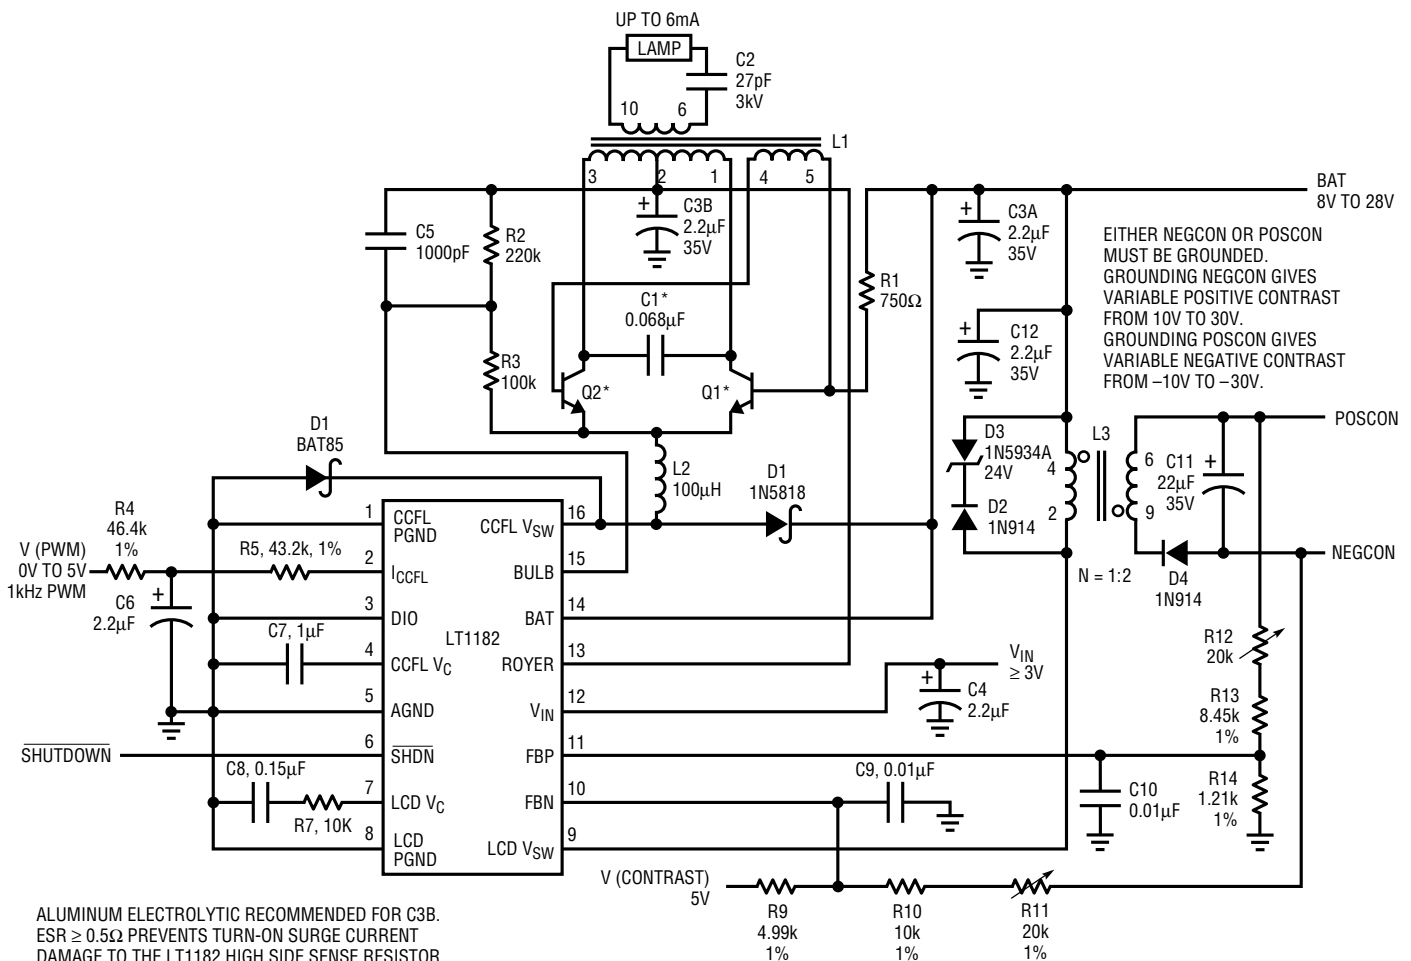 UP TO 6mA
LAMP
C2
27pF
3kV
10
6
L1
3
2
1
4
5
BAT
8V TO 28V
C5
1000pF
R2
220k
+
C3B
2.2µF
35V
+
C3A
2.2µF
35V
R1
750Ω
EITHER NEGCON OR POSCON
MUST BE GROUNDED.
GROUNDING NEGCON GIVES
VARIABLE POSITIVE CONTRAST
FROM 10V TO 30V.
GROUNDING POSCON GIVES
VARIABLE NEGATIVE CONTRAST
FROM –10V TO –30V.
C1*
0.068µF
+
C12
2.2µF
35V
R3
100k
Q2*
Q1*
D1
BAT85
L2
100µH
D1
1N5818
D3
1N5934A
24V
D2
1N914
4
2
L3
6
9
N = 1:2
+
C11
22µF
35V
D4
1N914
POSCON
NEGCON
R4
46.4k
1%
V (PWM)
0V TO 5V
1kHz PWM
R5, 43.2k, 1%
+
C6
2.2µF
C7, 1µF
SHUTDOWN
C8, 0.15µF
R7, 10K
LT1182
1
CCFL
PGND
2
ICCFL
3
DIO
4
CCFL VC
5
AGND
6
SHDN
7
LCD VC
8
LCD
PGND
16
CCFL VSW
15
BULB
14
BAT
13
ROYER
12
VIN
11
FBP
10
FBN
9
LCD VSW
VIN
≥ 3V
+
C4
2.2µF
R12
20k
R13
8.45k
1%
R14
1.21k
1%
C9, 0.01µF
C10
0.01µF
V (CONTRAST)
5V
R9
4.99k
1%
R10
10k
1%
R11
20k
1%
ALUMINUM ELECTROLYTIC RECOMMENDED FOR C3B.
ESR ≥ 0.5Ω PREVENTS TURN-ON SURGE CURRENT
DAMAGE TO THE LT1182 HIGH SIDE SENSE RESISTOR